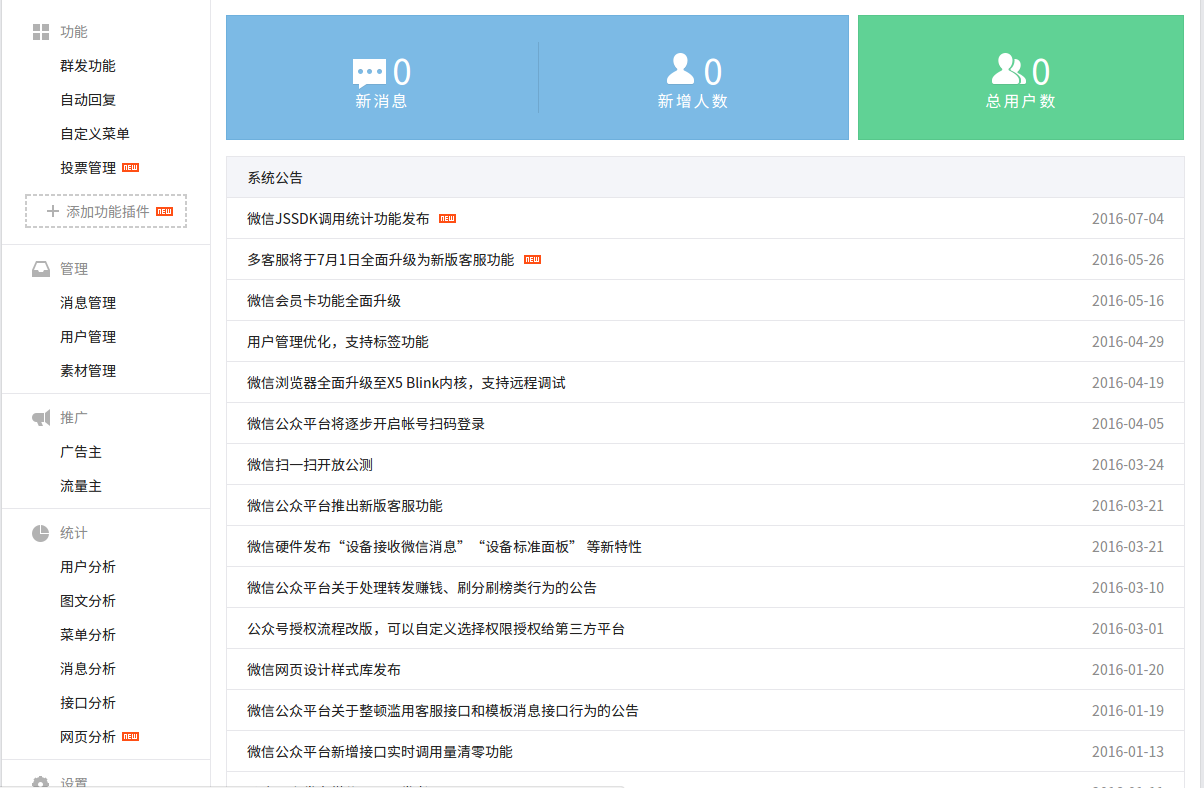 功能
群发功能
自动回复
自定义菜单
投票管理 NEW
添加功能插件 NEW
管理
消息管理
用户管理
素材管理
推广
广告主
流量主
统计
用户分析
图文分析
菜单分析
消息分析
接口分析
网页分析 NEW
设置
0
新消息
0
新增人数
0
总用户数
系统公告
微信JSSDK调用统计功能发布 NEW 2016-07-04
多客服将于7月1日全面升级为新版客服功能 NEW 2016-05-26
微信会员卡功能全面升级 2016-05-16
用户管理优化，支持标签功能 2016-04-29
微信浏览器全面升级至X5 Blink内核，支持远程调试 2016-04-19
微信公众平台将逐步开启帐号扫码登录 2016-04-05
微信扫一扫开放公测 2016-03-24
微信公众平台推出新版客服功能 2016-03-21
微信硬件发布“设备接收微信消息” “设备标准面板” 等新特性 2016-03-21
微信公众平台关于处理转发赚钱、刷分刷榜类行为的公告 2016-03-10
公众号授权流程改版，可以自定义选择权限授权给第三方平台 2016-03-01
微信网页设计样式库发布 2016-01-20
微信公众平台关于整顿滥用客服接口和模板消息接口行为的公告 2016-01-19
微信公众平台新增接口实时调用量清零功能 2016-01-13